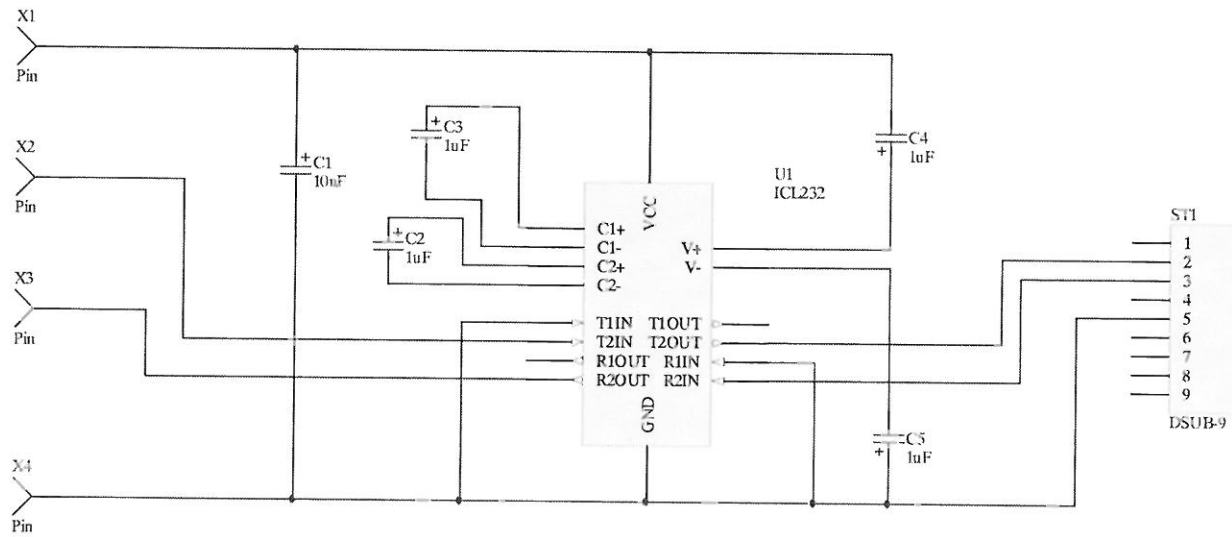 X1
Pin
X2
Pin
X3
Pin
X4
Pin
+
C1
10uF
+
C3
1uF
+
C2
1uF
+
C4
1uF
+
C5
1uF
U1
ICL232
VCC
C1+
C1-
C2+
C2-
V+
V-
T1IN
T2IN
R1OUT
R2OUT
T1OUT
T2OUT
R1IN
R2IN
GND
ST1
1
2
3
4
5
6
7
8
9
DSUB-9